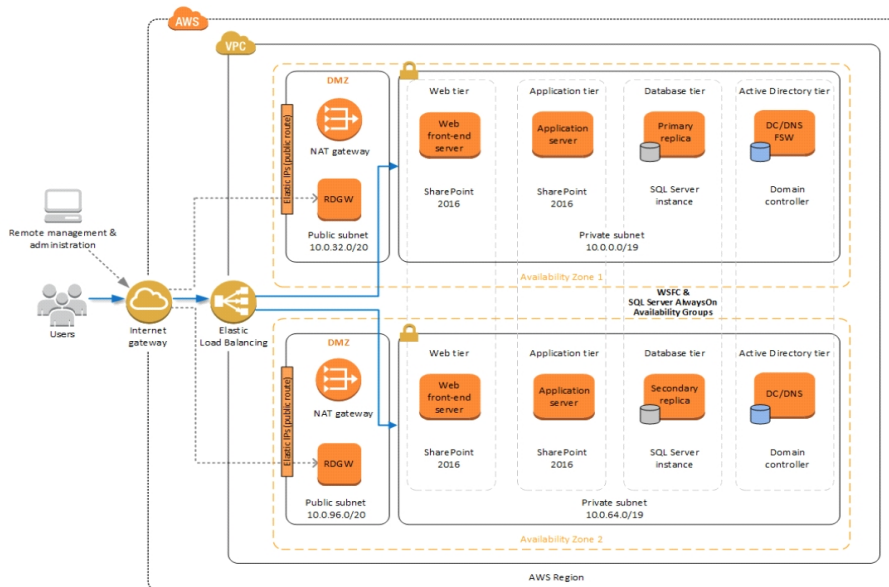 AWS
VPC
DMZ
NAT gateway
Elastic IPs (public route)
RDGW
Public subnet
10.0.32.0/20
Web tier
Web
front-end
server
SharePoint
2016
Application tier
Application
server
SharePoint
2016
Database tier
Primary
replica
SQL Server
instance
Active Directory tier
DC/DNS
FSW
Domain
controller
Private subnet
10.0.0.0/19
Availability Zone 1
Remote management &
administration
Users
Internet
gateway
Elastic
Load Balancing
WSFC &
SQL Server AlwaysOn
Availability Groups
DMZ
NAT gateway
Elastic IPs (public route)
RDGW
Public subnet
10.0.96.0/20
Web tier
Web
front-end
server
SharePoint
2016
Application tier
Application
server
SharePoint
2016
Database tier
Secondary
replica
SQL Server
instance
Active Directory tier
DC/DNS
Domain
controller
Private subnet
10.0.64.0/19
Availability Zone 2
AWS Region